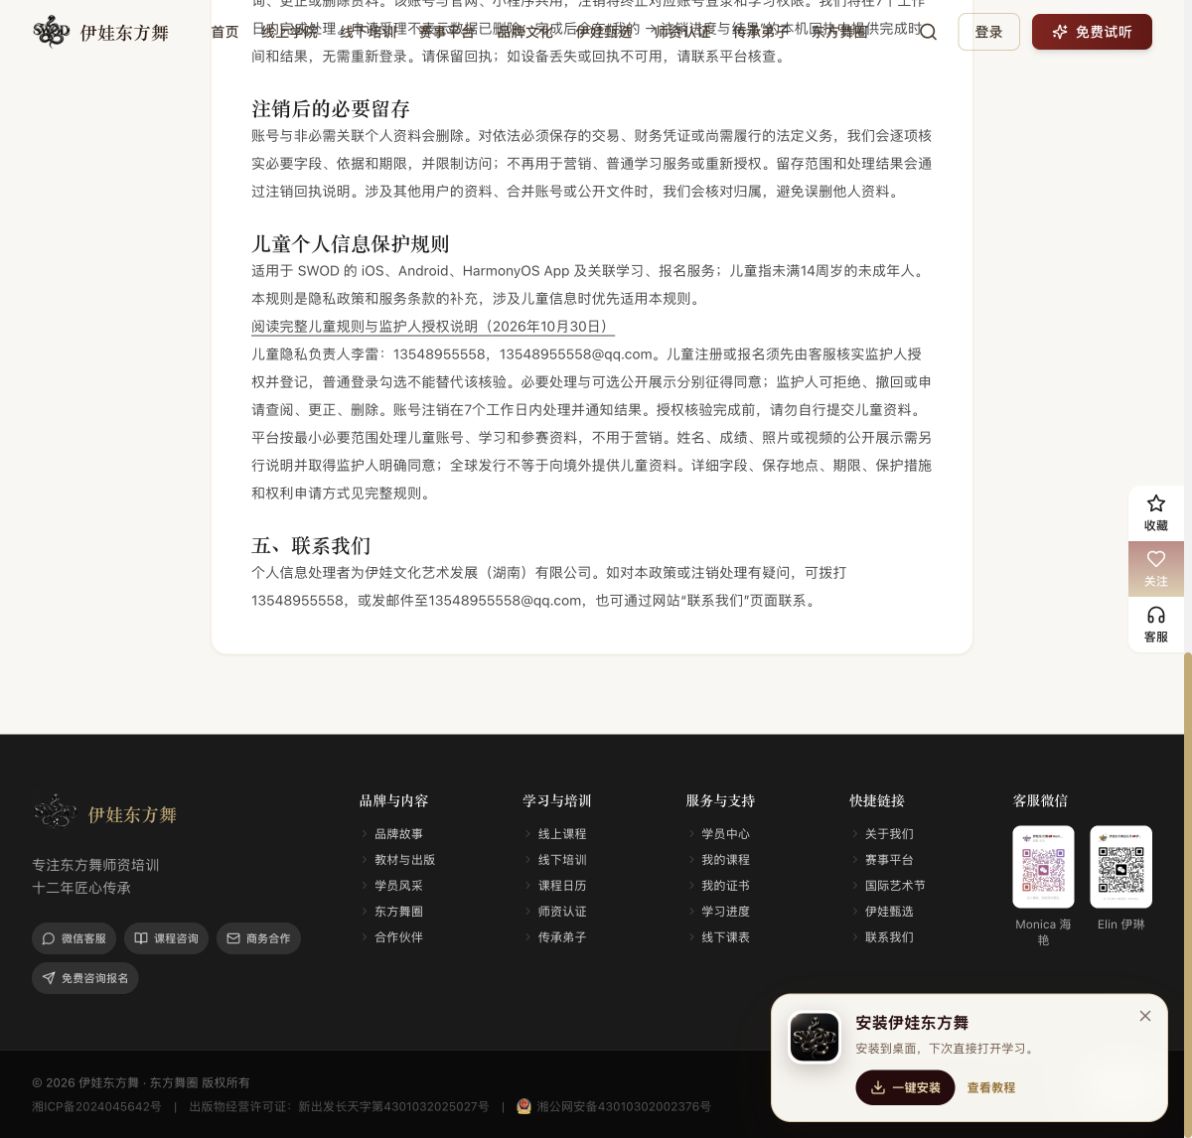 伊娃东方舞
首页 线上学院 线下培训 赛事平台 品牌文化 伊娃甄选 师资认证 传承弟子 东方舞圈
登录
免费试听
间和结果，无需重新登录。请保留回执；如设备丢失或回执不可用，请联系平台核查。
注销后的必要留存
账号与非必需关联个人资料会删除。对依法必须保存的交易、财务凭证或尚需履行的法定义务，我们会逐项核
实必要字段、依据和期限，并限制访问；不再用于营销、普通学习服务或重新授权。留存范围和处理结果会通
过注销回执说明。涉及其他用户的资料、合并账号或公开文件时，我们会核对归属，避免误删他人资料。
儿童个人信息保护规则
适用于 SWOD 的 iOS、Android、HarmonyOS App 及关联学习、报名服务；儿童指未满14周岁的未成年人。
本规则是隐私政策和服务条款的补充，涉及儿童信息时优先适用本规则。
阅读完整儿童规则与监护人授权说明（2026年10月30日）
儿童隐私负责人李雷：13548955558，13548955558@qq.com。儿童注册或报名须先由客服核实监护人授
权并登记，普通登录勾选不能替代该核验。必要处理与可选公开展示分别征得同意；监护人可拒绝、撤回或申
请查阅、更正、删除。账号注销在7个工作日内处理并通知结果。授权核验完成前，请勿自行提交儿童资料。
平台按最小必要范围处理儿童账号、学习和参赛资料，不用于营销。姓名、成绩、照片或视频的公开展示需另
行说明并取得监护人明确同意；全球发行不等于向境外提供儿童资料。详细字段、保存地点、期限、保护措施
和权利申请方式见完整规则。
五、联系我们
个人信息处理者为伊娃文化艺术发展（湖南）有限公司。如对本政策或注销处理有疑问，可拨打
13548955558，或发邮件至13548955558@qq.com，也可通过网站“联系我们”页面联系。
收藏
关注
客服
伊娃东方舞
专注东方舞师资培训
十二年匠心传承
微信客服
课程咨询
商务合作
免费咨询报名
品牌与内容
品牌故事
教材与出版
学员风采
东方舞圈
合作伙伴
学习与培训
线上课程
线下培训
课程日历
师资认证
传承弟子
服务与支持
学员中心
我的课程
我的证书
学习进度
线下课表
快捷链接
关于我们
赛事平台
国际艺术节
伊娃甄选
联系我们
客服微信
Monica 海
艳
Elin 伊琳
安装伊娃东方舞
安装到桌面，下次直接打开学习。
一键安装
查看教程
© 2026 伊娃东方舞 · 东方舞圈 版权所有
湘ICP备2024045642号 | 出版物经营许可证：新出发长天字第4301032025027号 | 湘公网安备43010302002376号